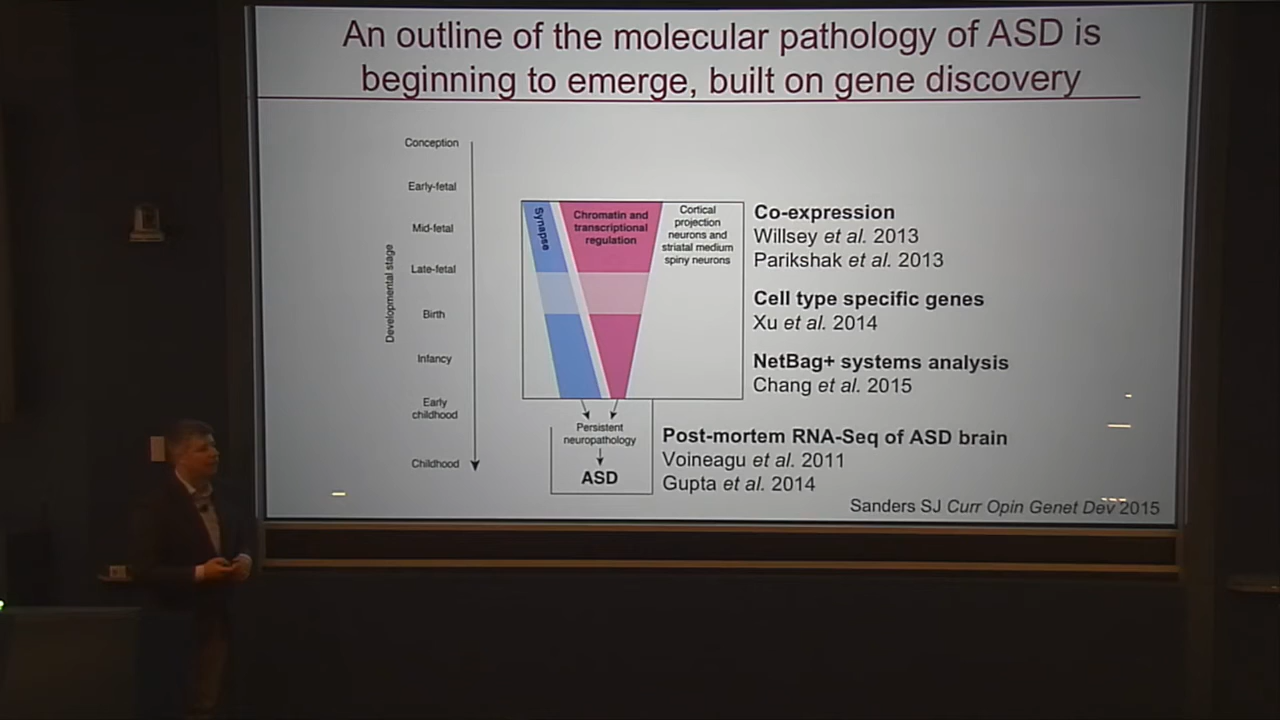 An outline of the molecular pathology of ASD is
beginning to emerge, built on gene discovery
Developmental stage
Conception
Early-fetal
Mid-fetal
Late-fetal
Birth
Infancy
Early
childhood
Childhood
Synapse
Chromatin and
transcriptional
regulation
Cortical
projection
neurons and
striatal medium
spiny neurons
Persistent
neuropathology
ASD
Co-expression
Willsey et al. 2013
Parikshak et al. 2013
Cell type specific genes
Xu et al. 2014
NetBag+ systems analysis
Chang et al. 2015
Post-mortem RNA-Seq of ASD brain
Voineagu et al. 2011
Gupta et al. 2014
Sanders SJ Curr Opin Genet Dev 2015